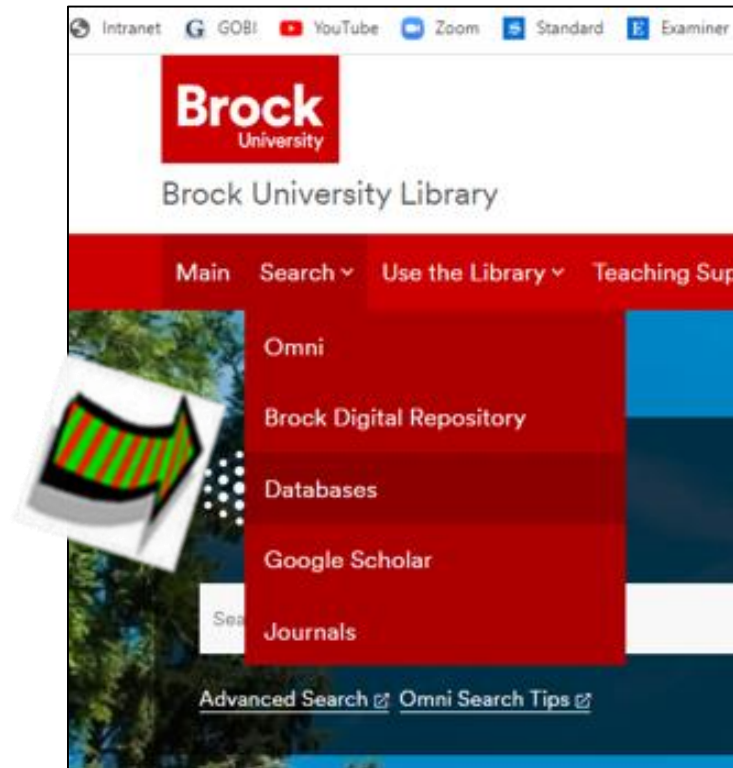 Intranet G GOBI YouTube Zoom S Standard E Examiner
Brock
University
Brock University Library
Main Search Use the Library Teaching Sup
Omni
Brock Digital Repository
Databases
Google Scholar
Sea
Journals
Advanced Search Omni Search Tips